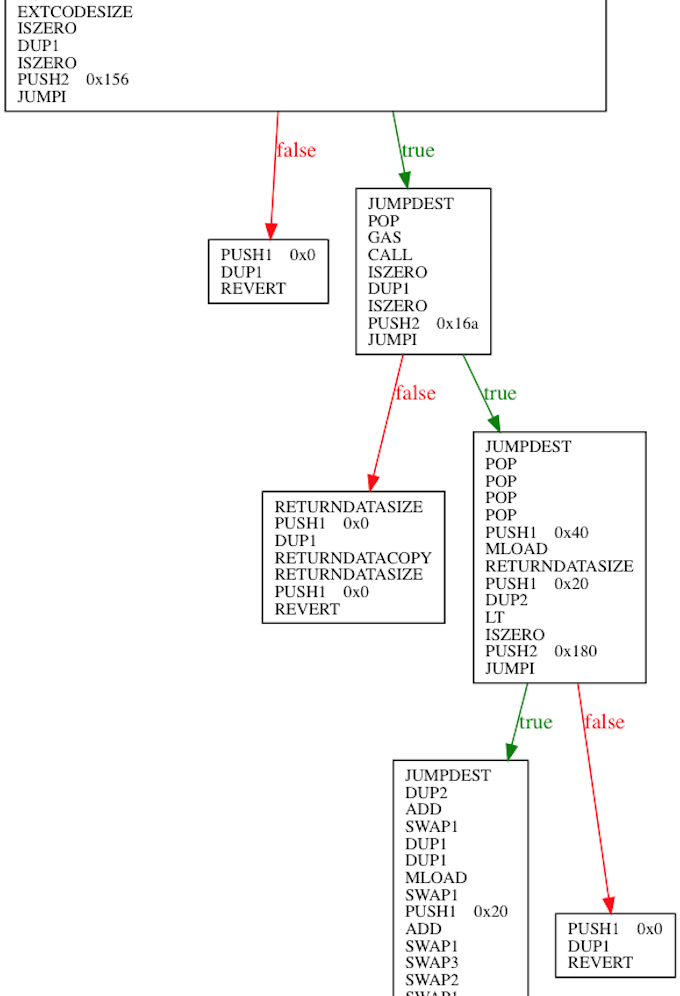 EXTCODESIZE
ISZERO
DUP1
ISZERO
PUSH2 0x156
JUMPI
false
true
JUMPDEST
POP
GAS
CALL
ISZERO
DUP1
ISZERO
PUSH2 0x16a
JUMPI
PUSH1 0x0
DUP1
REVERT
false
true
RETURNDATASIZE
PUSH1 0x0
DUP1
RETURNDATACOPY
RETURNDATASIZE
PUSH1 0x0
REVERT
JUMPDEST
POP
POP
POP
POP
PUSH1 0x40
MLOAD
RETURNDATASIZE
PUSH1 0x20
DUP2
LT
ISZERO
PUSH2 0x180
JUMPI
true
false
JUMPDEST
DUP2
ADD
SWAP1
DUP1
DUP1
MLOAD
SWAP1
PUSH1 0x20
ADD
SWAP1
SWAP3
SWAP2
PUSH1 0x0
DUP1
REVERT